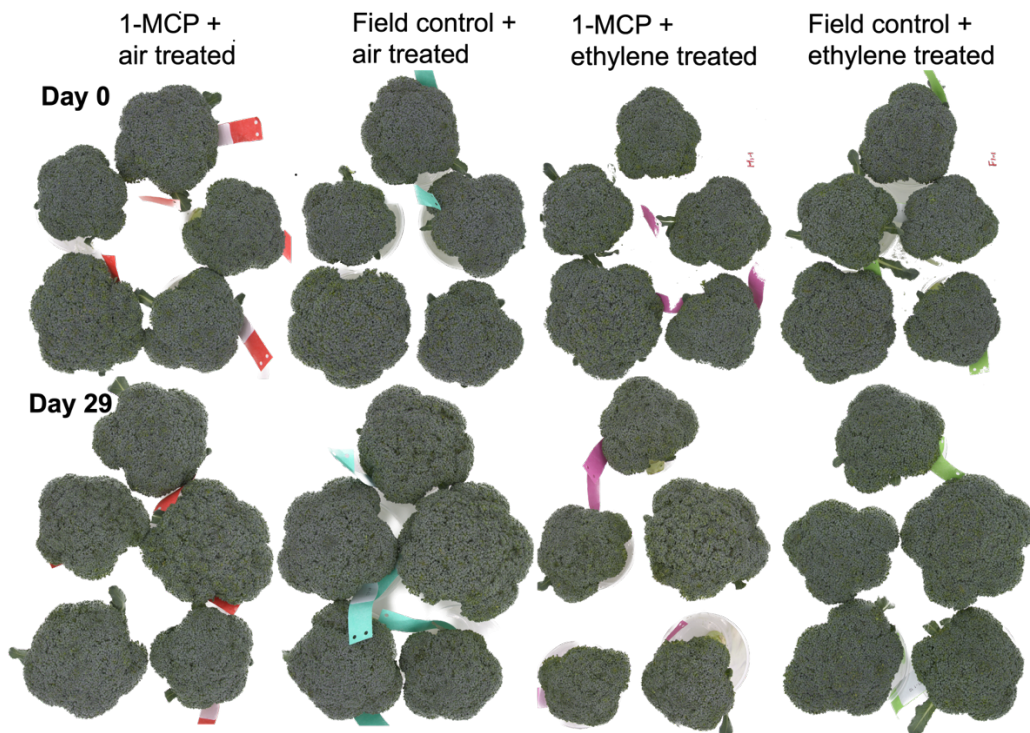 1-MCP +
air treated
Field control +
air treated
1-MCP +
ethylene treated
Field control +
ethylene treated
Day 0
Day 29